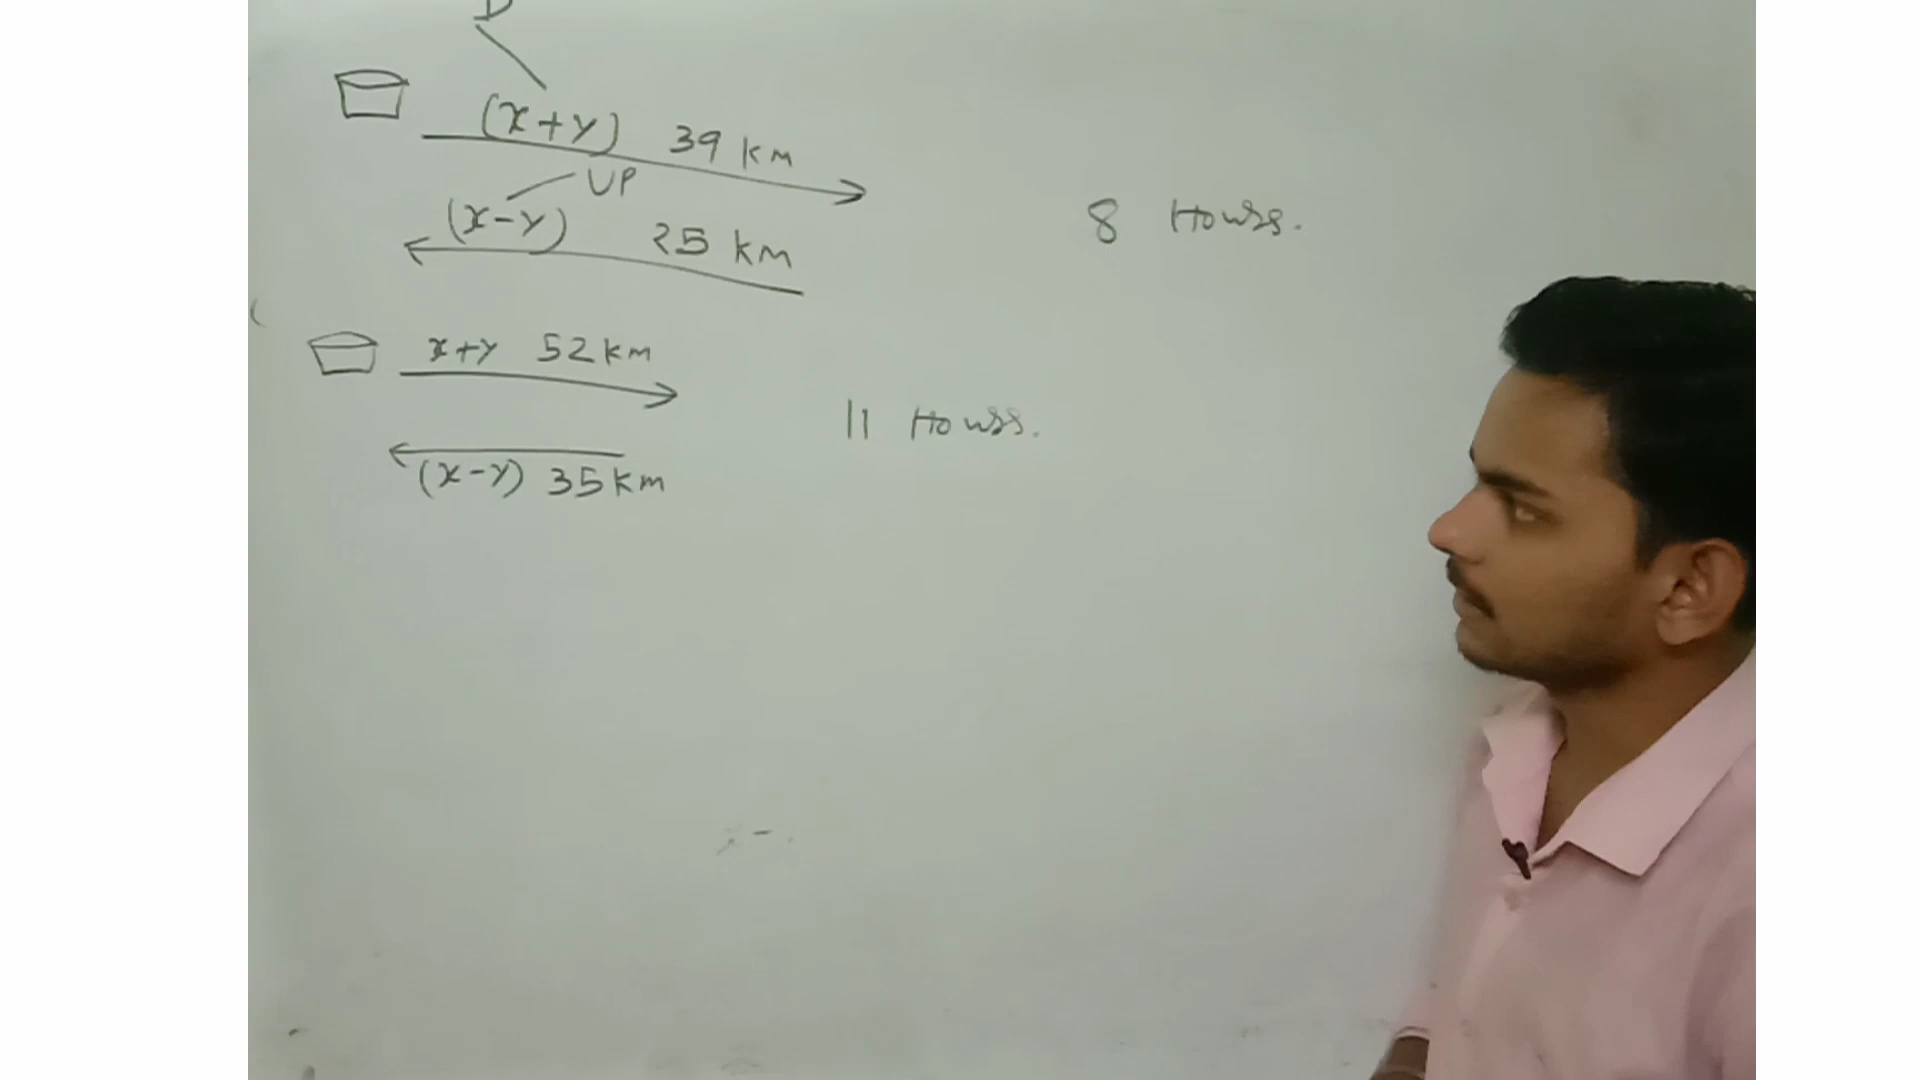 D
(x+y) 39 km
UP
(x-y) 25 km
8 Hours.
x+y 52 km
11 Hours.
(x-y) 35 km